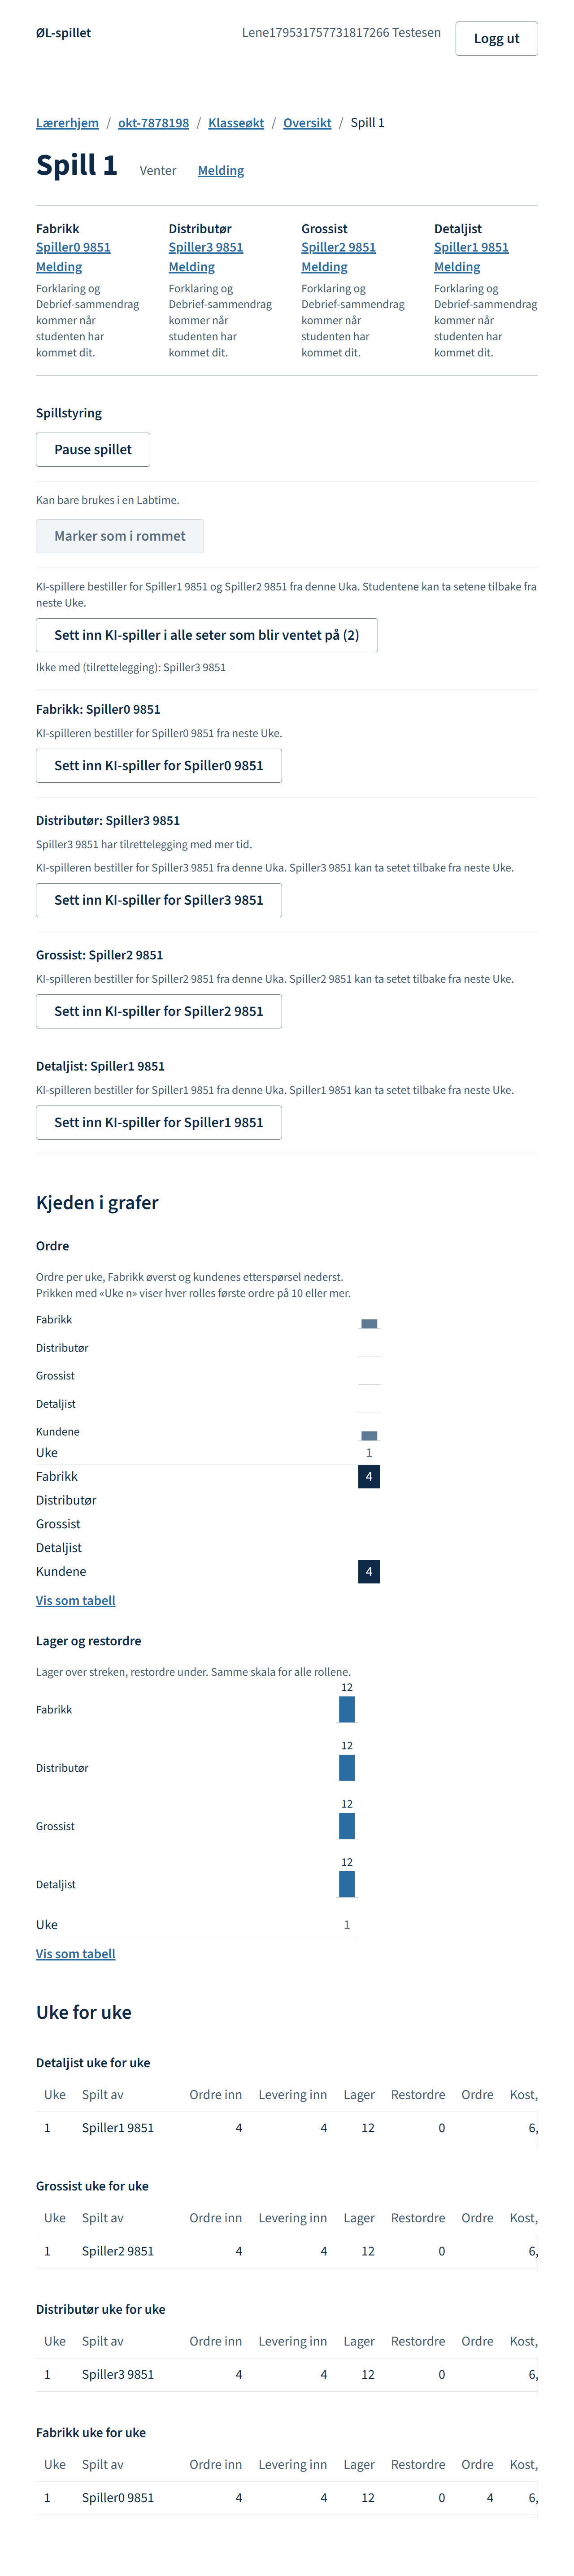 ØL-spillet
Lene179531757731817266 Testesen
Logg ut
Lærerhjem / okt-7878198 / Klasseøkt / Oversikt / Spill 1
Spill 1 Venter Melding
Fabrikk
Spiller0 9851
Melding
Forklaring og
Debrief-sammendrag
kommer når
studenten har
kommet dit.
Distributør
Spiller3 9851
Melding
Forklaring og
Debrief-sammendrag
kommer når
studenten har
kommet dit.
Grossist
Spiller2 9851
Melding
Forklaring og
Debrief-sammendrag
kommer når
studenten har
kommet dit.
Detaljist
Spiller1 9851
Melding
Forklaring og
Debrief-sammendrag
kommer når
studenten har
kommet dit.
Spillstyring
Pause spillet
Kan bare brukes i en Labtime.
Marker som i rommet
KI-spillere bestiller for Spiller1 9851 og Spiller2 9851 fra denne Uka. Studentene kan ta setene tilbake fra
neste Uke.
Sett inn KI-spiller i alle seter som blir ventet på (2)
Ikke med (tilrettelegging): Spiller3 9851
Fabrikk: Spiller0 9851
KI-spilleren bestiller for Spiller0 9851 fra neste Uke.
Sett inn KI-spiller for Spiller0 9851
Distributør: Spiller3 9851
Spiller3 9851 har tilrettelegging med mer tid.
KI-spilleren bestiller for Spiller3 9851 fra denne Uka. Spiller3 9851 kan ta setet tilbake fra neste Uke.
Sett inn KI-spiller for Spiller3 9851
Grossist: Spiller2 9851
KI-spilleren bestiller for Spiller2 9851 fra denne Uka. Spiller2 9851 kan ta setet tilbake fra neste Uke.
Sett inn KI-spiller for Spiller2 9851
Detaljist: Spiller1 9851
KI-spilleren bestiller for Spiller1 9851 fra denne Uka. Spiller1 9851 kan ta setet tilbake fra neste Uke.
Sett inn KI-spiller for Spiller1 9851
Kjeden i grafer
Ordre
Ordre per uke, Fabrikk øverst og kundenes etterspørsel nederst.
Prikken med «Uke n» viser hver rolles første ordre på 10 eller mer.
Fabrikk
Distributør
Grossist
Detaljist
Kundene
Uke 1
Fabrikk 4
Distributør
Grossist
Detaljist
Kundene 4
Vis som tabell
Lager og restordre
Lager over streken, restordre under. Samme skala for alle rollene.
12
Fabrikk
12
Distributør
12
Grossist
12
Detaljist
Uke 1
Vis som tabell
Uke for uke
Detaljist uke for uke
Uke Spilt av Ordre inn Levering inn Lager Restordre Ordre Kost,
1 Spiller1 9851 4 4 12 0 6,
Grossist uke for uke
Uke Spilt av Ordre inn Levering inn Lager Restordre Ordre Kost,
1 Spiller2 9851 4 4 12 0 6,
Distributør uke for uke
Uke Spilt av Ordre inn Levering inn Lager Restordre Ordre Kost,
1 Spiller3 9851 4 4 12 0 6,
Fabrikk uke for uke
Uke Spilt av Ordre inn Levering inn Lager Restordre Ordre Kost,
1 Spiller0 9851 4 4 12 0 4 6,